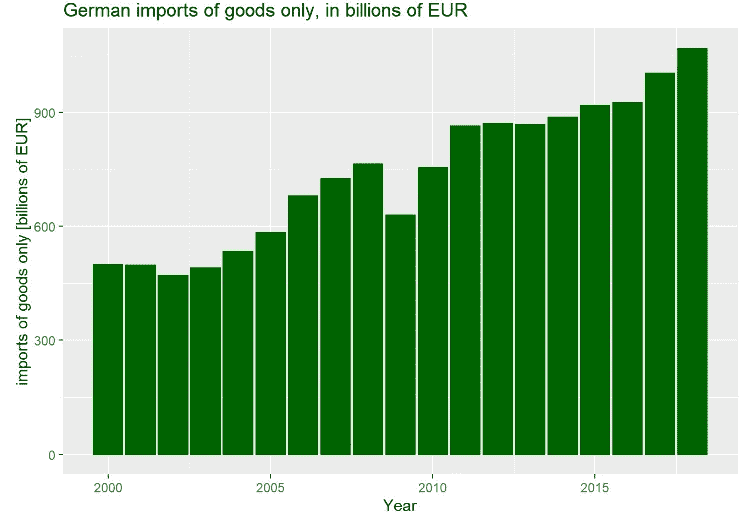 German imports of goods only, in billions of EUR
imports of goods only [billions of EUR]
900
600
300
0
2000 2005 2010 2015
Year